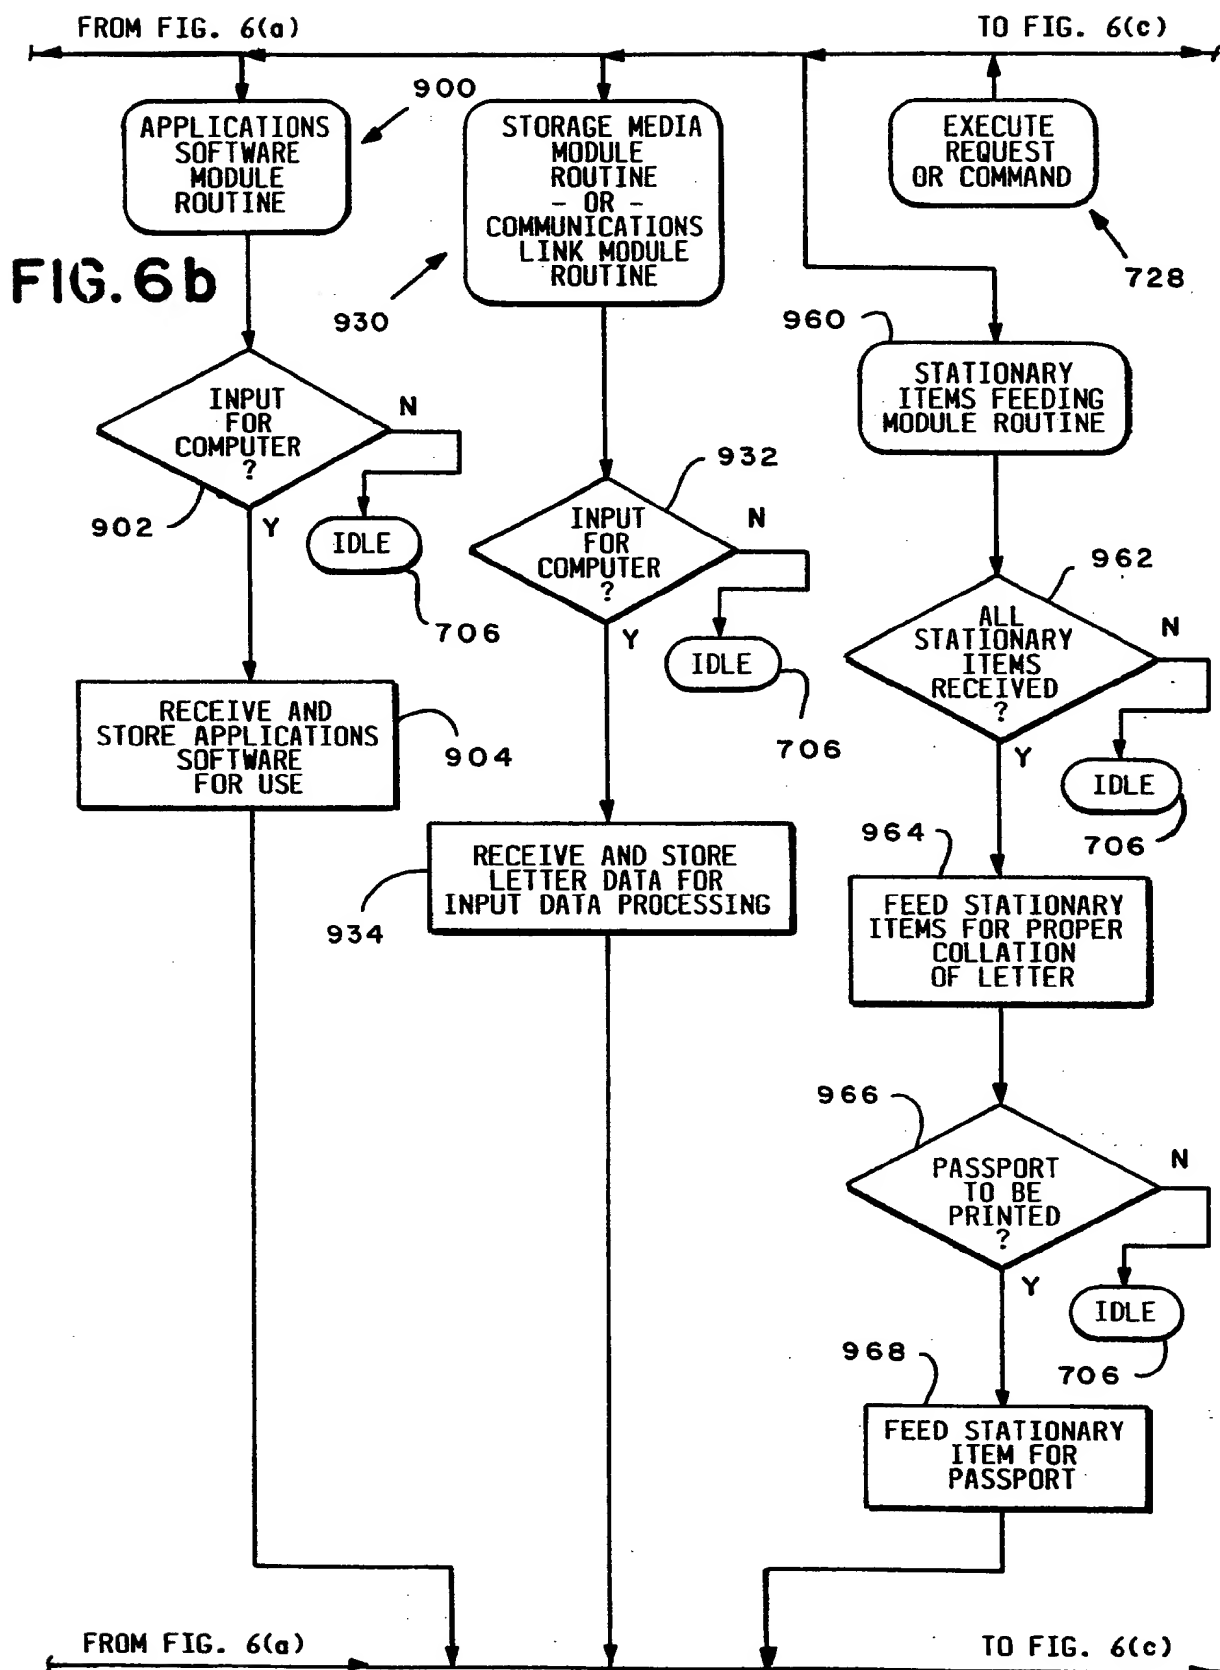 FROM FIG. 6(a)
TO FIG. 6(c)
900
APPLICATIONS
SOFTWARE
MODULE
ROUTINE
STORAGE MEDIA
MODULE
ROUTINE
- OR -
COMMUNICATIONS
LINK MODULE
ROUTINE
EXECUTE
REQUEST
OR COMMAND
728
FIG. 6b
930
960
STATIONARY
ITEMS FEEDING
MODULE ROUTINE
INPUT
FOR
COMPUTER
?
N
902
Y
IDLE
706
932
INPUT
FOR
COMPUTER
?
N
Y
IDLE
706
962
ALL
STATIONARY
ITEMS
RECEIVED
?
N
Y
IDLE
706
RECEIVE AND
STORE APPLICATIONS
SOFTWARE
FOR USE
904
RECEIVE AND STORE
LETTER DATA FOR
INPUT DATA PROCESSING
934
964
FEED STATIONARY
ITEMS FOR PROPER
COLLATION
OF LETTER
966
PASSPORT
TO BE
PRINTED
?
N
Y
IDLE
706
968
FEED STATIONARY
ITEM FOR
PASSPORT
FROM FIG. 6(a)
TO FIG. 6(c)